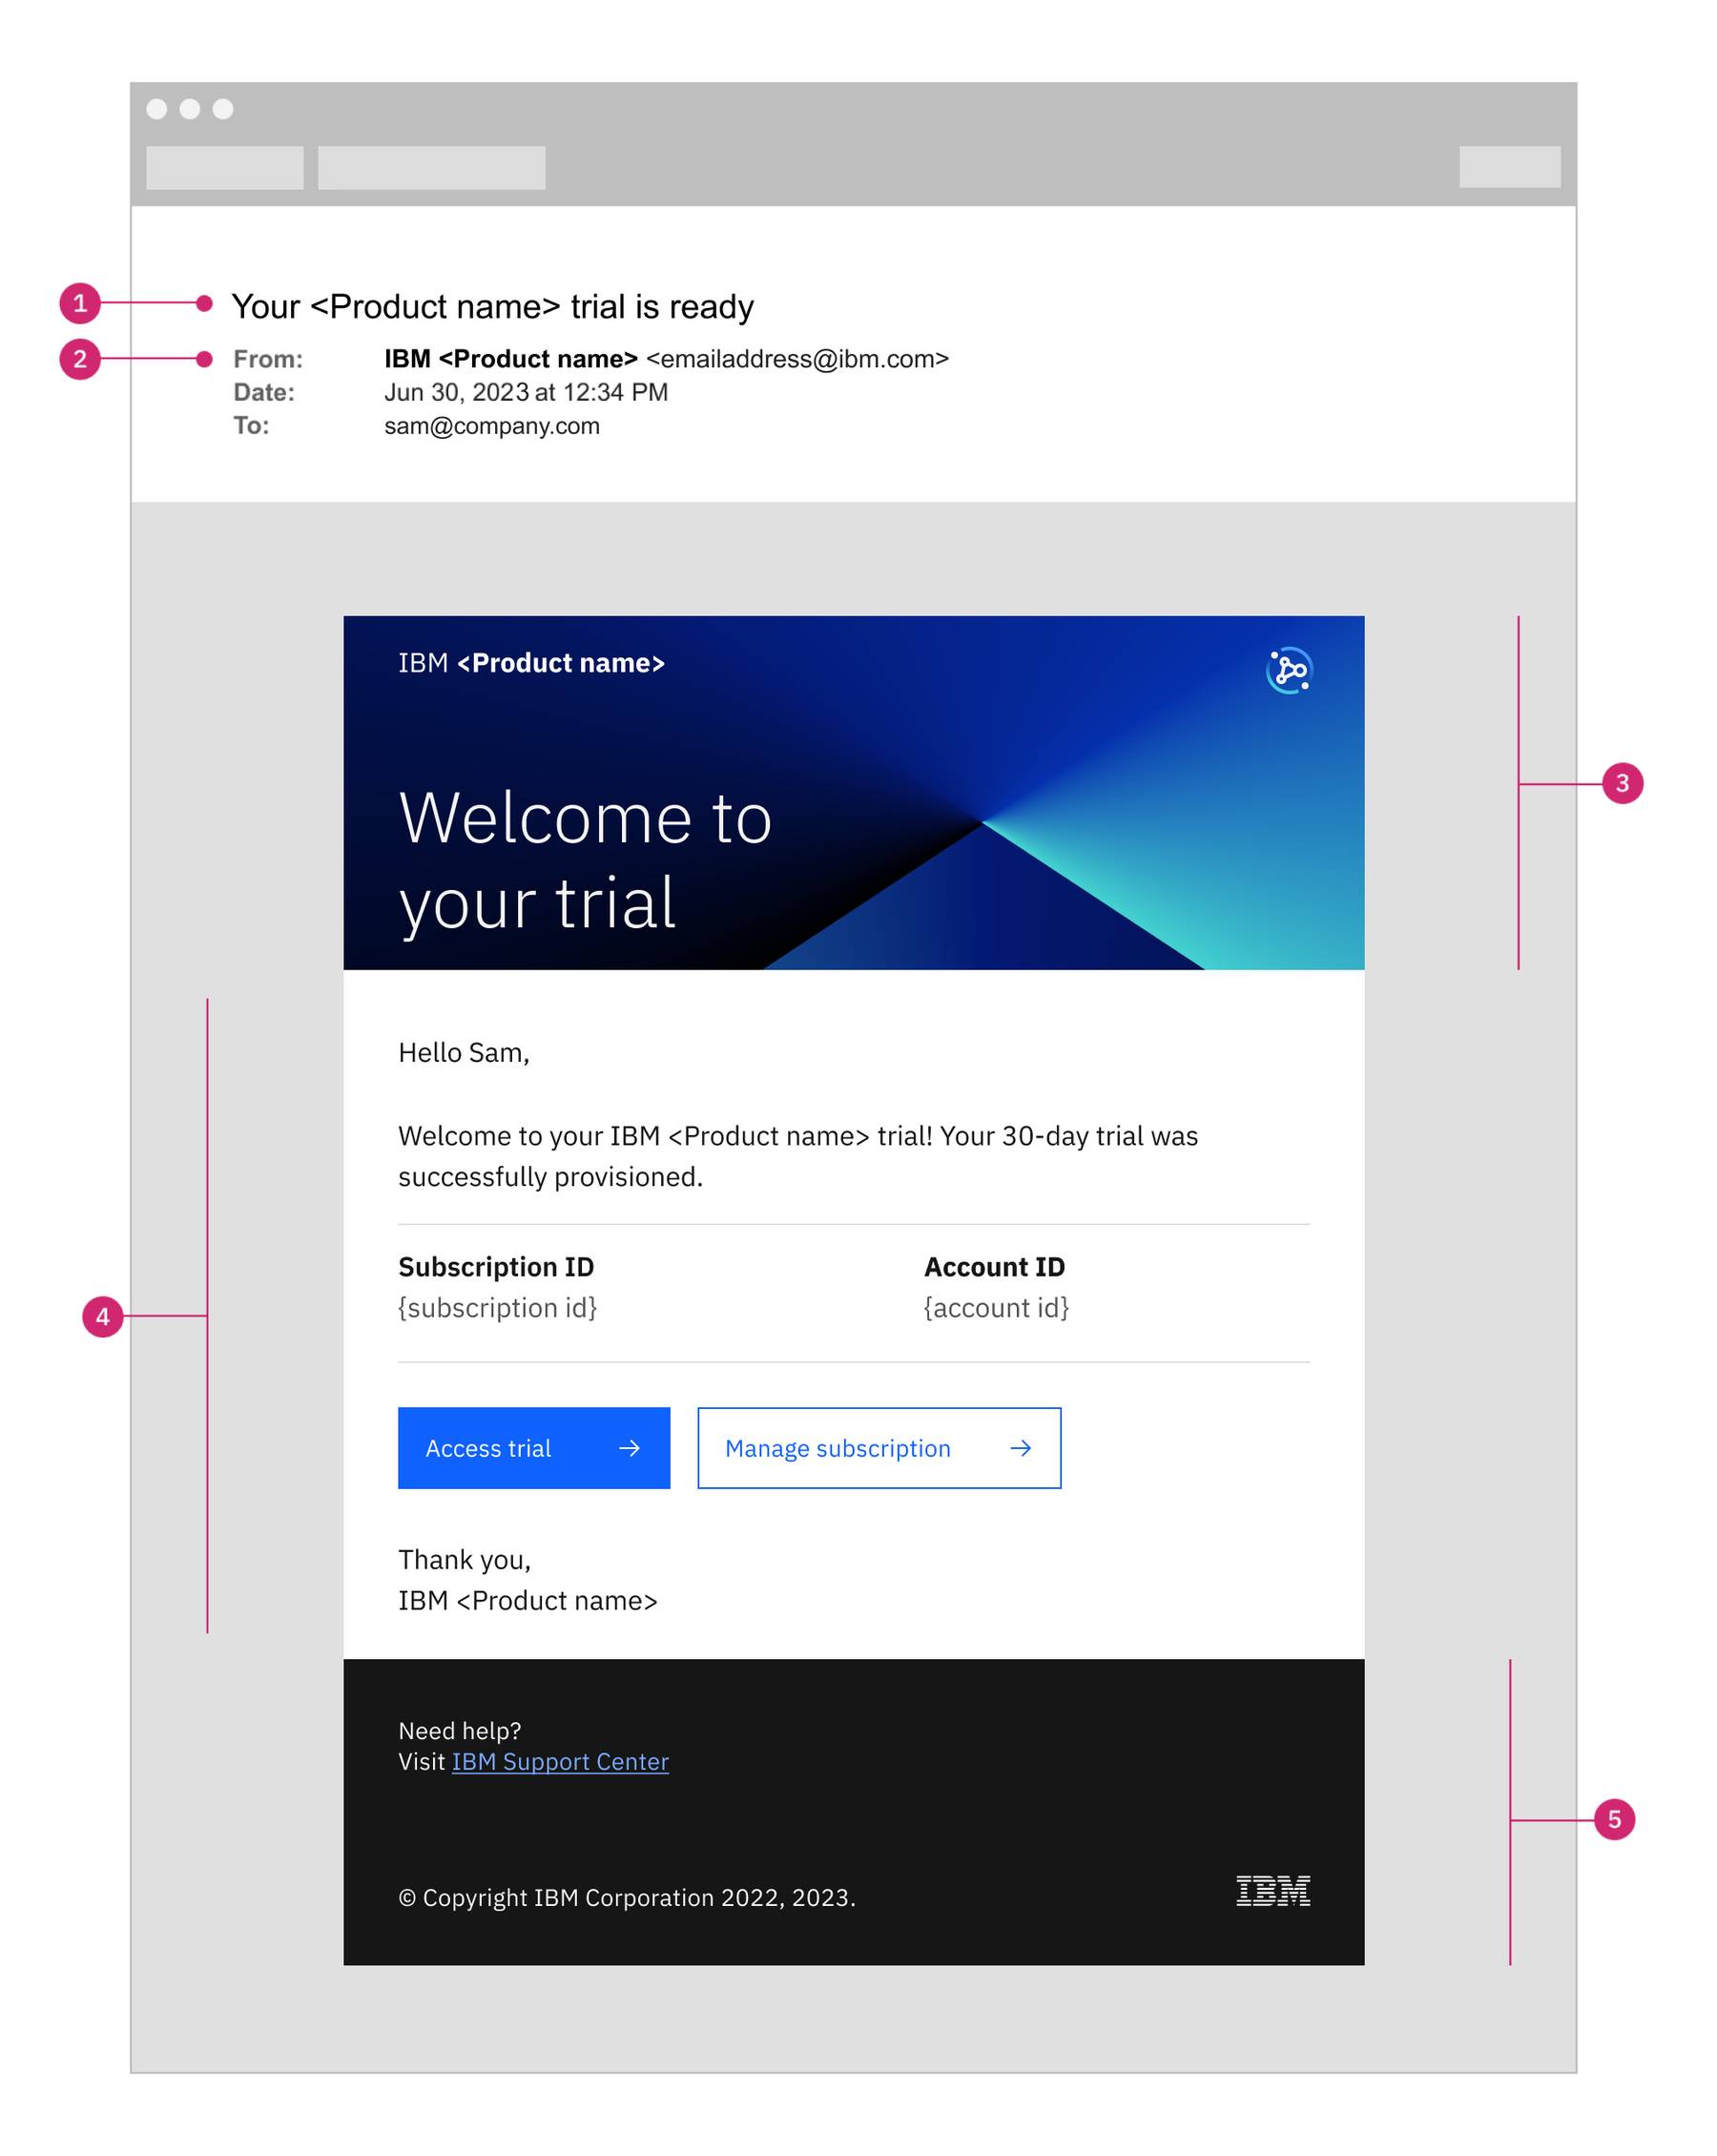 1
Your <Product name> trial is ready
2
From: IBM <Product name> <emailaddress@ibm.com>
Date: Jun 30, 2023 at 12:34 PM
To: sam@company.com
IBM <Product name>
3
Welcome to
your trial
Hello Sam,
Welcome to your IBM <Product name> trial! Your 30-day trial was
successfully provisioned.
Subscription ID
{subscription id}
Account ID
{account id}
4
Access trial →
Manage subscription →
Thank you,
IBM <Product name>
Need help?
Visit IBM Support Center
5
© Copyright IBM Corporation 2022, 2023.
IBM